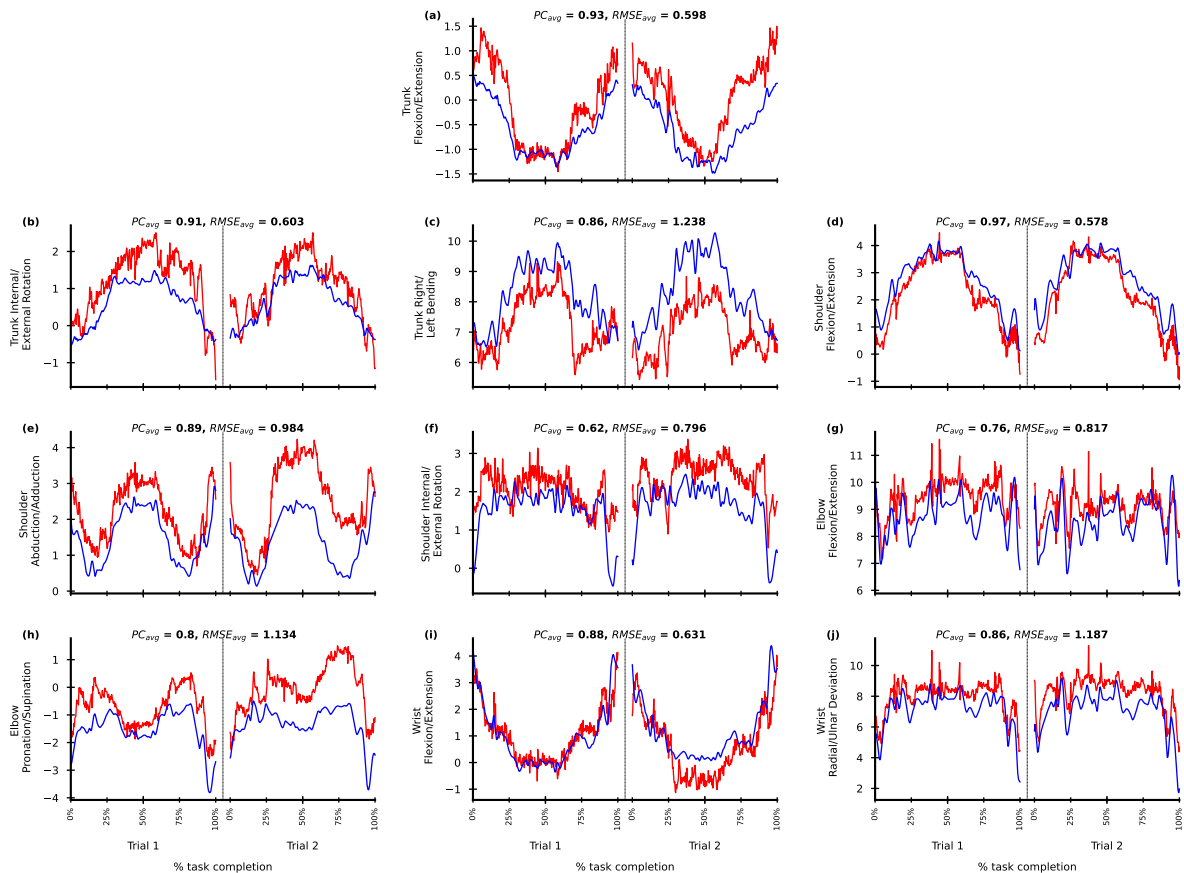 (a) PCavg = 0.93, RMSEavg = 0.598
Trunk
Flexion/Extension
1.5
1.0
0.5
0.0
−0.5
−1.0
−1.5
(b) PCavg = 0.91, RMSEavg = 0.603
Trunk Internal/
External Rotation
2
1
0
−1
(c) PCavg = 0.86, RMSEavg = 1.238
Trunk Right/
Left Bending
10
9
8
7
6
(d) PCavg = 0.97, RMSEavg = 0.578
Shoulder
Flexion/Extension
4
3
2
1
0
−1
(e) PCavg = 0.89, RMSEavg = 0.984
Shoulder
Abduction/Adduction
4
3
2
1
0
(f) PCavg = 0.62, RMSEavg = 0.796
Shoulder Internal/
External Rotation
3
2
1
0
(g) PCavg = 0.76, RMSEavg = 0.817
Elbow
Flexion/Extension
11
10
9
8
7
6
(h) PCavg = 0.8, RMSEavg = 1.134
Elbow
Pronation/Supination
1
0
−1
−2
−3
−4
0% 25% 50% 75% 100% 0% 25% 50% 75% 100%
Trial 1 Trial 2
% task completion
(i) PCavg = 0.88, RMSEavg = 0.631
Wrist
Flexion/Extension
4
3
2
1
0
−1
0% 25% 50% 75% 100% 0% 25% 50% 75% 100%
Trial 1 Trial 2
% task completion
(j) PCavg = 0.86, RMSEavg = 1.187
Wrist
Radial/Ulnar Deviation
10
8
6
4
2
0% 25% 50% 75% 100% 0% 25% 50% 75% 100%
Trial 1 Trial 2
% task completion